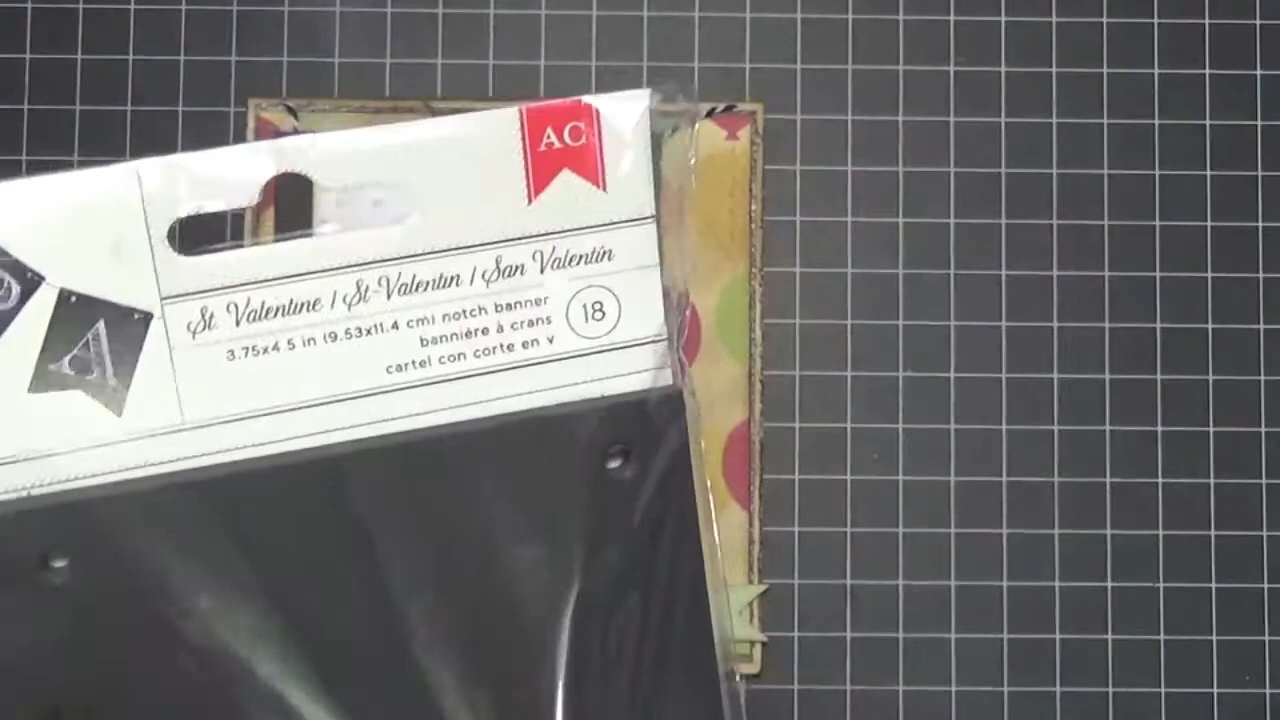 AC
St. Valentine / St-Valentin / San Valentín
3.75x4.5 in (9.53x11.4 cm) notch banner
bannière à crans
cartel con corte en v
18
A